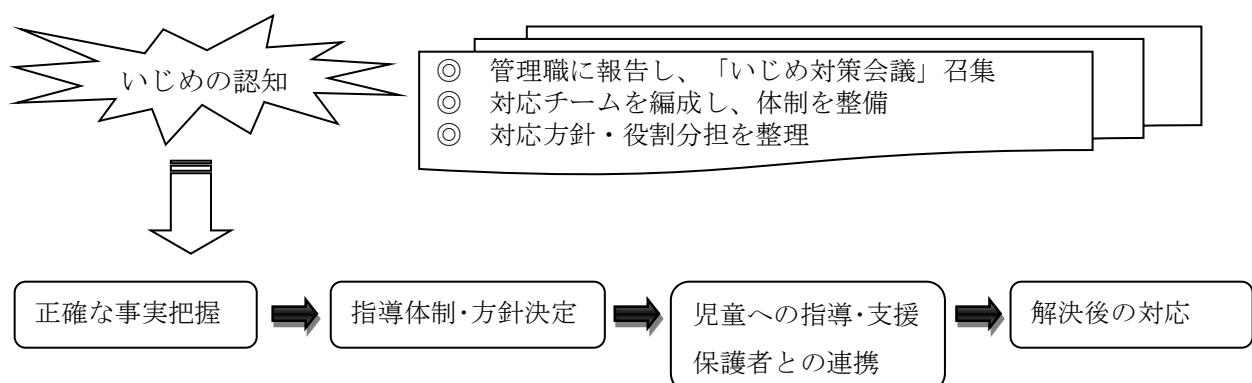 いじめの認知
◎ 管理職に報告し、「いじめ対策会議」召集
◎ 対応チームを編成し、体制を整備
◎ 対応方針・役割分担を整理
正確な事実把握
指導体制・方針決定
児童への指導・支援
保護者との連携
解決後の対応